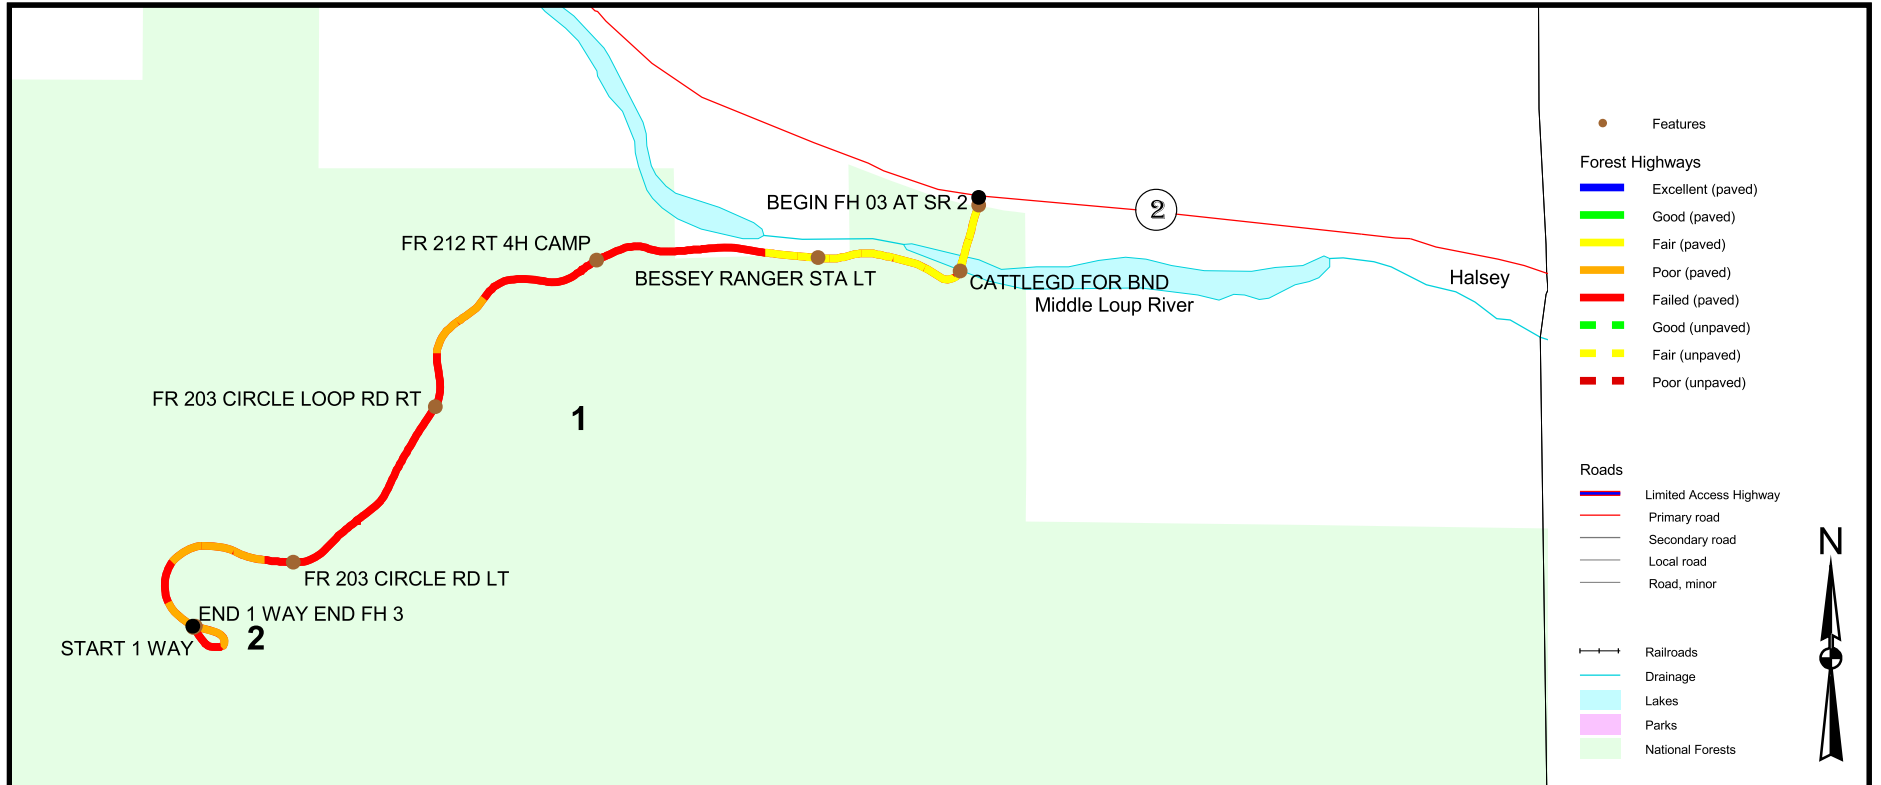 BEGIN FH 03 AT SR 2
2
FR 212 RT 4H CAMP
BESSEY RANGER STA LT
CATTLEGD FOR BND
Middle Loup River
Halsey
FR 203 CIRCLE LOOP RD RT
1
FR 203 CIRCLE RD LT
END 1 WAY END FH 3
START 1 WAY
2
Features
Forest Highways
Excellent (paved)
Good (paved)
Fair (paved)
Poor (paved)
Failed (paved)
Good (unpaved)
Fair (unpaved)
Poor (unpaved)
Roads
Limited Access Highway
Primary road
Secondary road
Local road
Road, minor
N
Railroads
Drainage
Lakes
Parks
National Forests